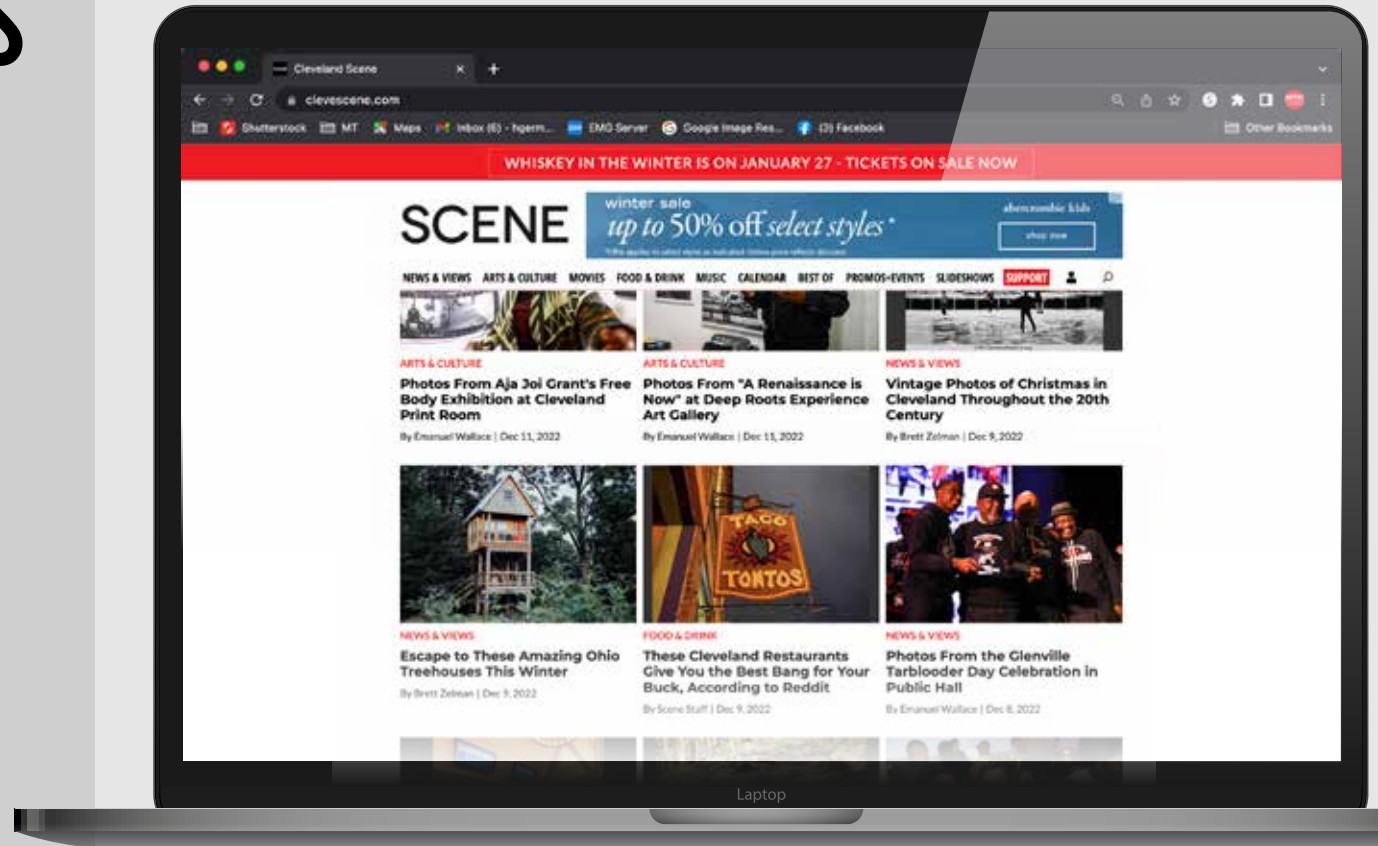 Cleveland Scene
clevescene.com
Shutterstock MT Maps Inbox (6) - hgerm... EMG Server Google Image Res... (3) Facebook Other Bookmarks
WHISKEY IN THE WINTER IS ON JANUARY 27 - TICKETS ON SALE NOW
SCENE
winter sale
up to 50% off select styles*
abercrombie kids
shop now
NEWS & VIEWS ARTS & CULTURE MOVIES FOOD & DRINK MUSIC CALENDAR BEST OF PROMOS+EVENTS SLIDESHOWS SUPPORT
ARTS & CULTURE
Photos From Aja Joi Grant's Free
Body Exhibition at Cleveland
Print Room
By Emanuel Wallace | Dec 11, 2022
ARTS & CULTURE
Photos From "A Renaissance is
Now" at Deep Roots Experience
Art Gallery
By Emanuel Wallace | Dec 11, 2022
NEWS & VIEWS
Vintage Photos of Christmas in
Cleveland Throughout the 20th
Century
By Brett Zelman | Dec 9, 2022
TACO
TONTOS
NEWS & VIEWS
Escape to These Amazing Ohio
Treehouses This Winter
By Brett Zelman | Dec 9, 2022
FOOD & DRINK
These Cleveland Restaurants
Give You the Best Bang for Your
Buck, According to Reddit
By Scene Staff | Dec 9, 2022
NEWS & VIEWS
Photos From the Glenville
Tarblooder Day Celebration in
Public Hall
By Emanuel Wallace | Dec 8, 2022
Laptop